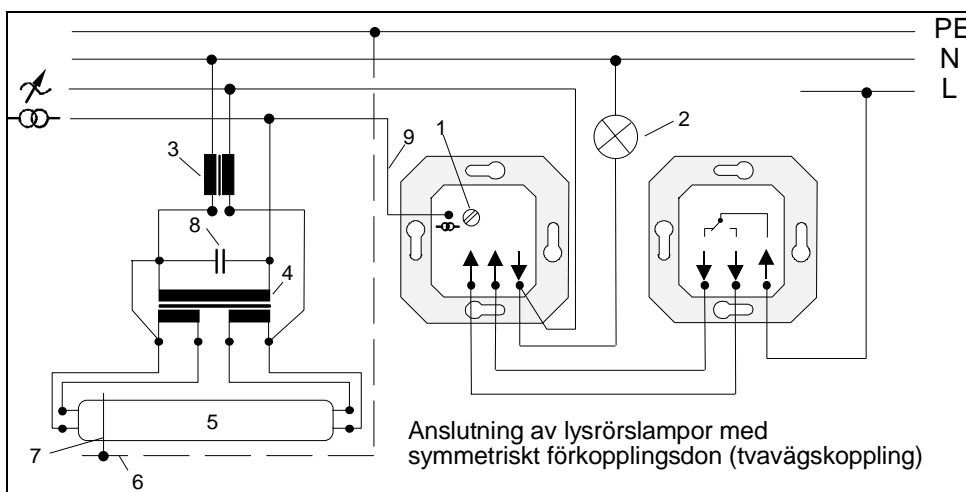 PE
N
L
1
2
3
9
8
4
5
7
6
Anslutning av lysrörslampor med
symmetriskt förkopplingsdon (tvavägskoppling)